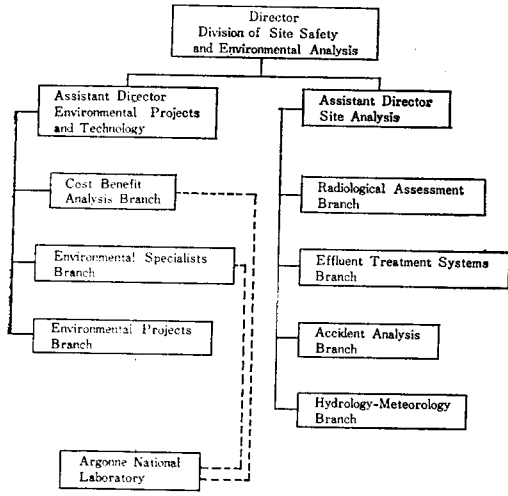 Director
Division of Site Safety
and Environmental Analysis
Assistant Director
Environmental Projects
and Technology
Cost Benefit
Analysis Branch
Environmental Specialists
Branch
Environmental Projects
Branch
Argonne National
Laboratory
Assistant Director
Site Analysis
Radiological Assessment
Branch
Effluent Treatment Systems
Branch
Accident Analysis
Branch
Hydrology-Meteorology
Branch